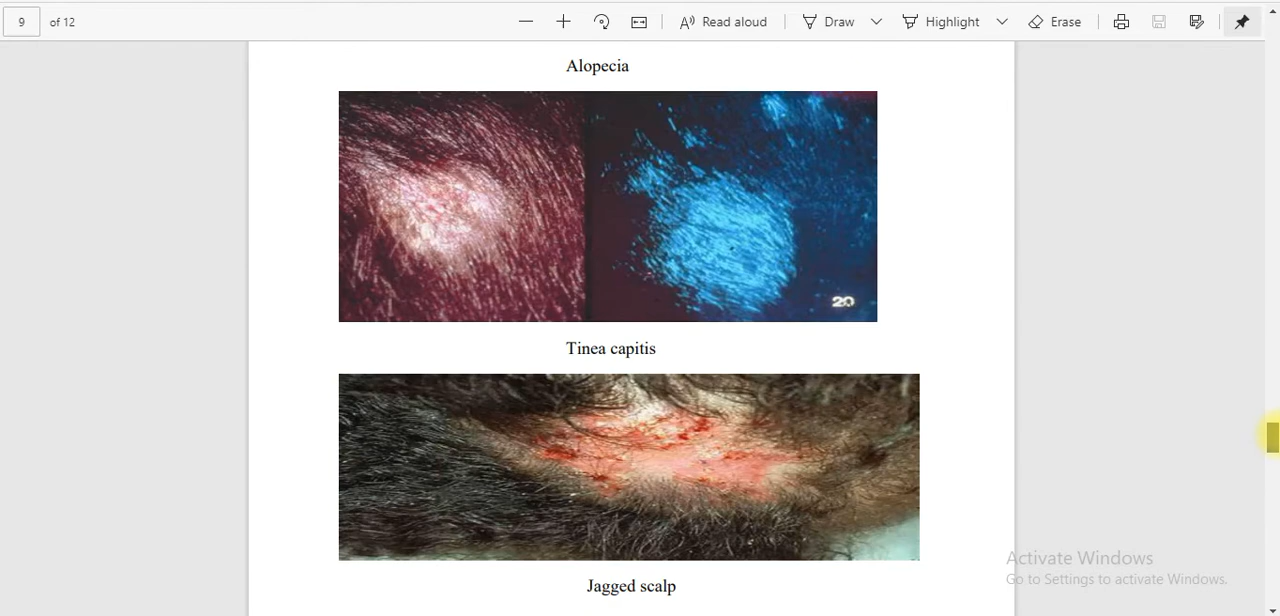 9 of 12 Read aloud Draw Highlight Erase
Alopecia
20
Tinea capitis
Jagged scalp
Activate Windows
Go to Settings to activate Windows.